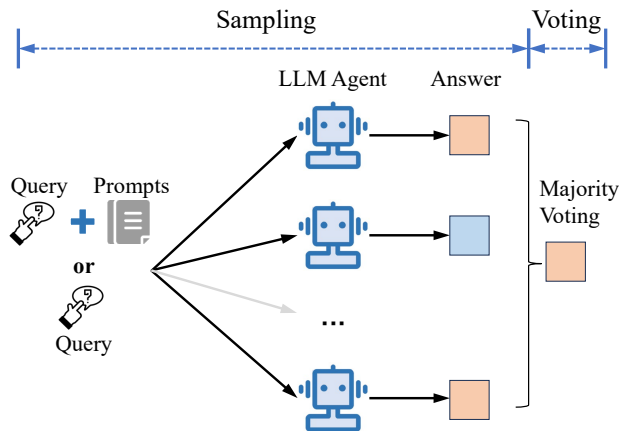 Sampling
Voting
LLM Agent
Answer
Query
Prompts
or
Query
...
Majority
Voting